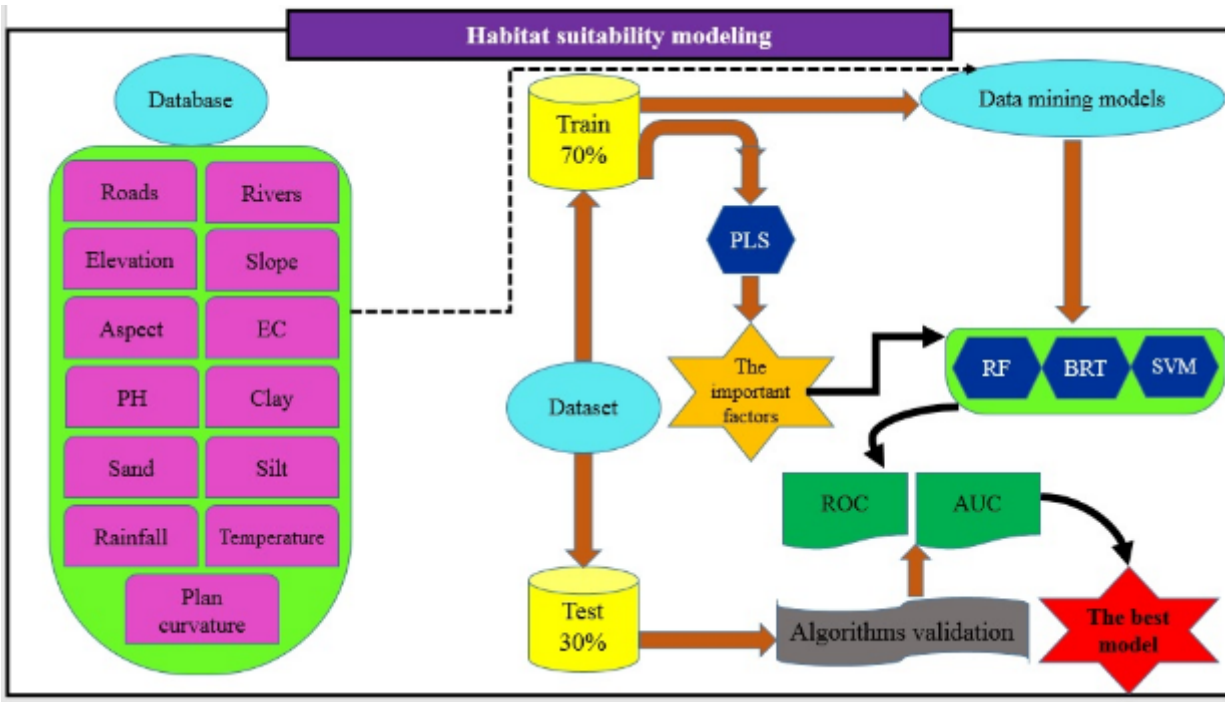 Habitat suitability modeling
Database
Roads
Rivers
Elevation
Slope
Aspect
EC
PH
Clay
Sand
Silt
Rainfall
Temperature
Plan
curvature
Train
70%
Data mining models
PLS
The
important
factors
RF
BRT
SVM
Dataset
ROC
AUC
Test
30%
Algorithms validation
The best
model